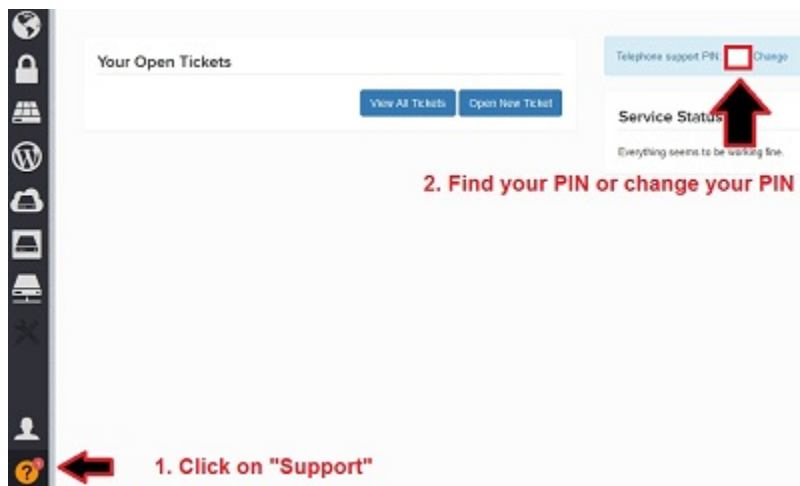 Your Open Tickets
View All Tickets
Open New Ticket
Telephone support PIN: Change
Service Status
Everything seems to be working fine.
2. Find your PIN or change your PIN
1. Click on "Support"